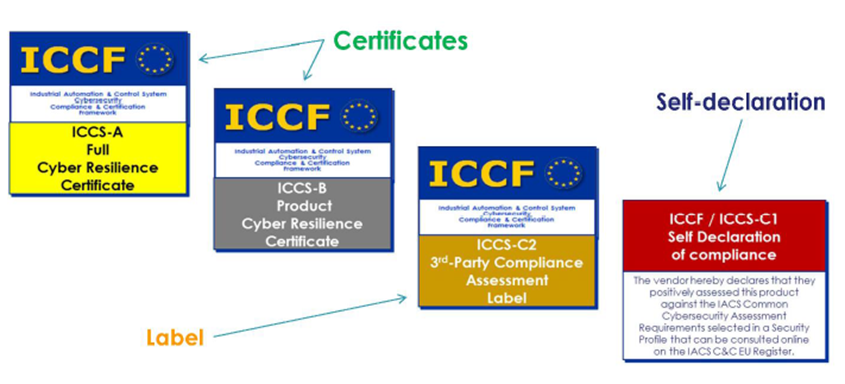 Certificates
ICCF
Industrial Automation & Control System
Cybersecurity
Compliance & Certification
Framework
ICCS-A
Full
Cyber Resilience
Certificate
ICCF
Industrial Automation & Control System
Cybersecurity
Compliance & Certification
Framework
ICCS-B
Product
Cyber Resilience
Certificate
Self-declaration
ICCF
Industrial Automation & Control System
Cybersecurity
Compliance & Certification
Framework
ICCS-C2
3rd-Party Compliance
Assessment
Label
ICCF / ICCS-C1
Self Declaration
of compliance
The vendor hereby declares that they
positively assessed this product
against the IACS Common
Cybersecurity Assessment
Requirements selected in a Security
Profile that can be consulted online
on the IACS C&C EU Register.
Label